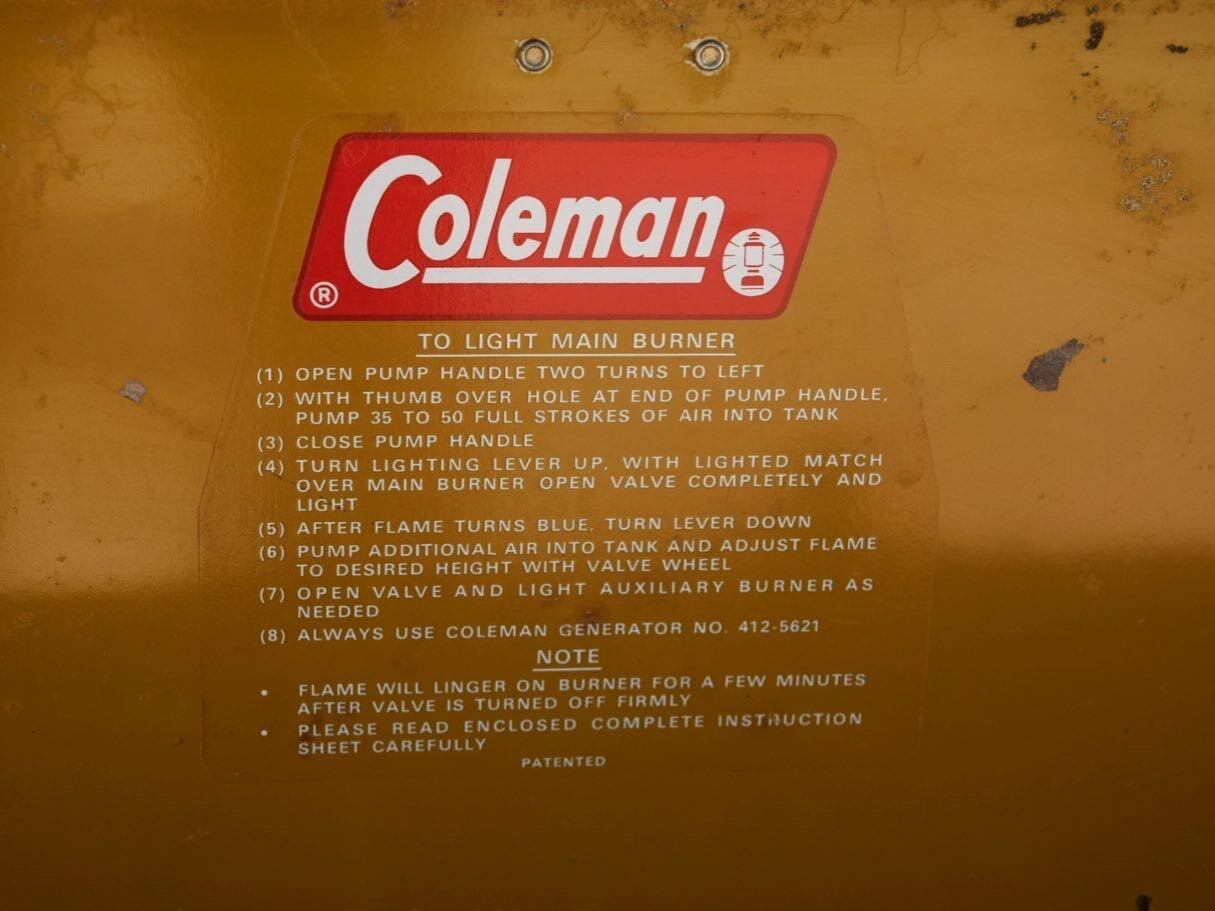 Coleman
®
TO LIGHT MAIN BURNER
(1) OPEN PUMP HANDLE TWO TURNS TO LEFT
(2) WITH THUMB OVER HOLE AT END OF PUMP HANDLE,
PUMP 35 TO 50 FULL STROKES OF AIR INTO TANK
(3) CLOSE PUMP HANDLE
(4) TURN LIGHTING LEVER UP, WITH LIGHTED MATCH
OVER MAIN BURNER OPEN VALVE COMPLETELY AND
LIGHT
(5) AFTER FLAME TURNS BLUE, TURN LEVER DOWN
(6) PUMP ADDITIONAL AIR INTO TANK AND ADJUST FLAME
TO DESIRED HEIGHT WITH VALVE WHEEL
(7) OPEN VALVE AND LIGHT AUXILIARY BURNER AS
NEEDED
(8) ALWAYS USE COLEMAN GENERATOR NO. 412-5621
NOTE
• FLAME WILL LINGER ON BURNER FOR A FEW MINUTES
AFTER VALVE IS TURNED OFF FIRMLY
• PLEASE READ ENCLOSED COMPLETE INSTRUCTION
SHEET CAREFULLY
PATENTED